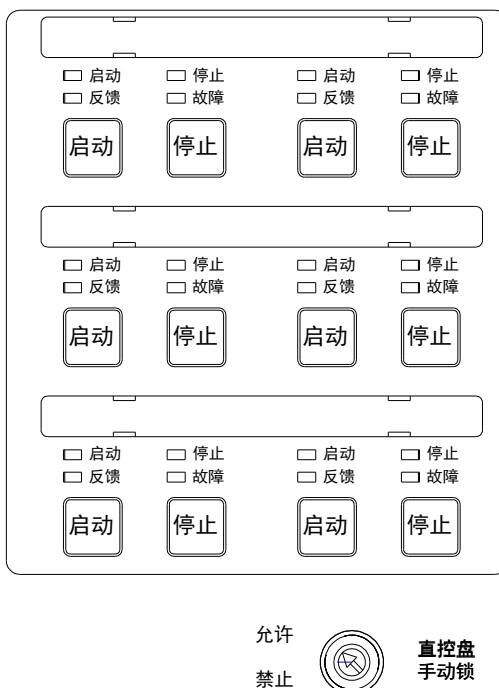 启动 停止 启动 停止
反馈 故障 反馈 故障
启动 停止 启动 停止
启动 停止 启动 停止
反馈 故障 反馈 故障
启动 停止 启动 停止
启动 停止 启动 停止
反馈 故障 反馈 故障
启动 停止 启动 停止
允许
直控盘
手动锁
禁止